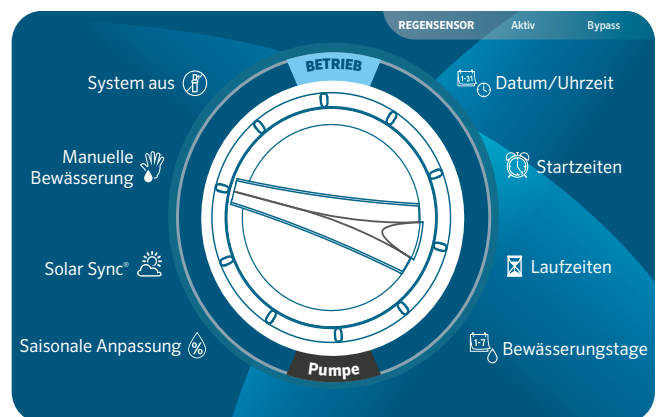 REGENSENSOR Aktiv Bypass
BETRIEB
System aus
Manuelle
Bewässerung
Solar Sync®
Saisonale Anpassung
%
1-31
Datum/Uhrzeit
Startzeiten
Laufzeiten
1-7
Bewässerungstage
Pumpe